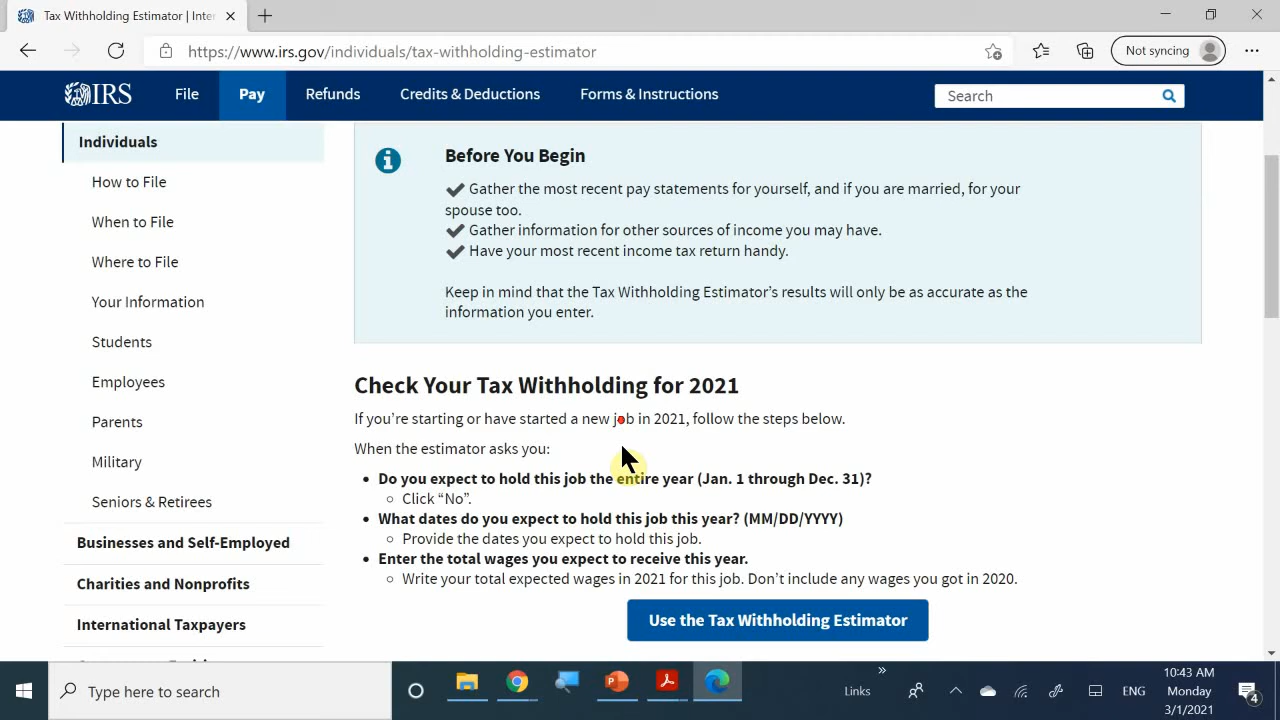 Tax Withholding Estimator | Inter
https://www.irs.gov/individuals/tax-withholding-estimator
Not syncing
IRS
File
Pay
Refunds
Credits & Deductions
Forms & Instructions
Search
Individuals
How to File
When to File
Where to File
Your Information
Students
Employees
Parents
Military
Seniors & Retirees
Businesses and Self-Employed
Charities and Nonprofits
International Taxpayers
Before You Begin
Gather the most recent pay statements for yourself, and if you are married, for your
spouse too.
Gather information for other sources of income you may have.
Have your most recent income tax return handy.
Keep in mind that the Tax Withholding Estimator's results will only be as accurate as the
information you enter.
Check Your Tax Withholding for 2021
If you're starting or have started a new job in 2021, follow the steps below.
When the estimator asks you:
Do you expect to hold this job the entire year (Jan. 1 through Dec. 31)?
Click “No”.
What dates do you expect to hold this job this year? (MM/DD/YYYY)
Provide the dates you expect to hold this job.
Enter the total wages you expect to receive this year.
Write your total expected wages in 2021 for this job. Don't include any wages you got in 2020.
Use the Tax Withholding Estimator
Type here to search
Links
ENG
10:43 AM
Monday
3/1/2021
4